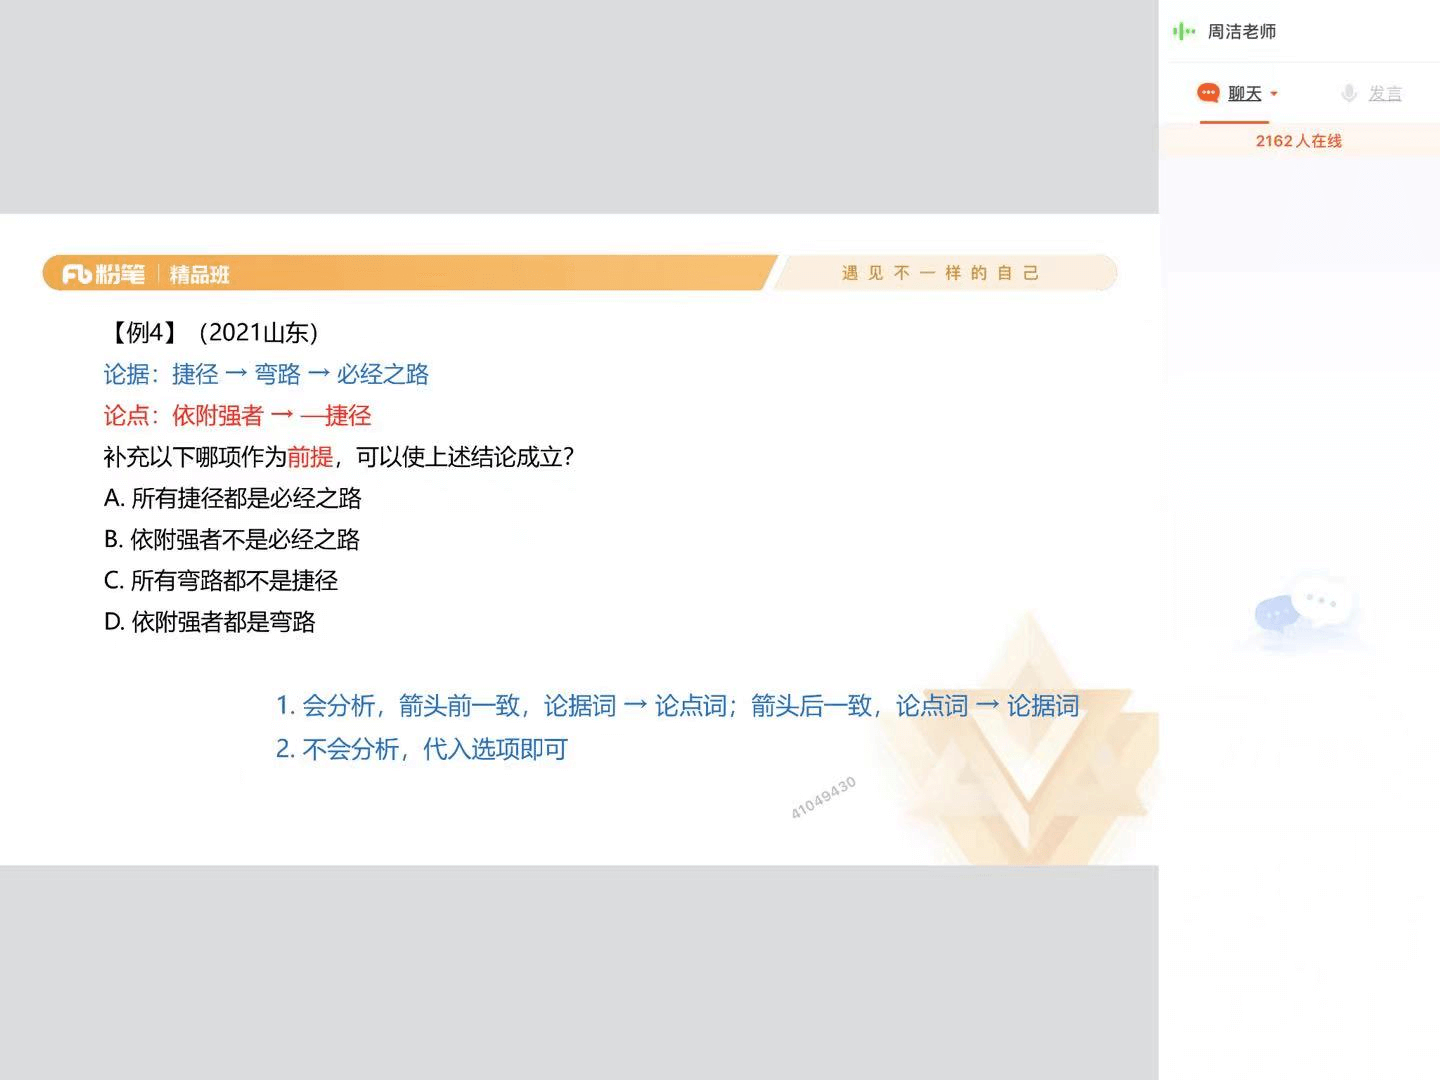 周洁老师
聊天
发言
2162人在线
粉笔 精品班
遇见不一样的自己
【例4】（2021山东）
论据：捷径 → 弯路 → 必经之路
论点：依附强者 → —捷径
补充以下哪项作为前提，可以使上述结论成立？
A. 所有捷径都是必经之路
B. 依附强者不是必经之路
C. 所有弯路都不是捷径
D. 依附强者都是弯路
1. 会分析，箭头前一致，论据词 → 论点词；箭头后一致，论点词 → 论据词
2. 不会分析，代入选项即可
41049430